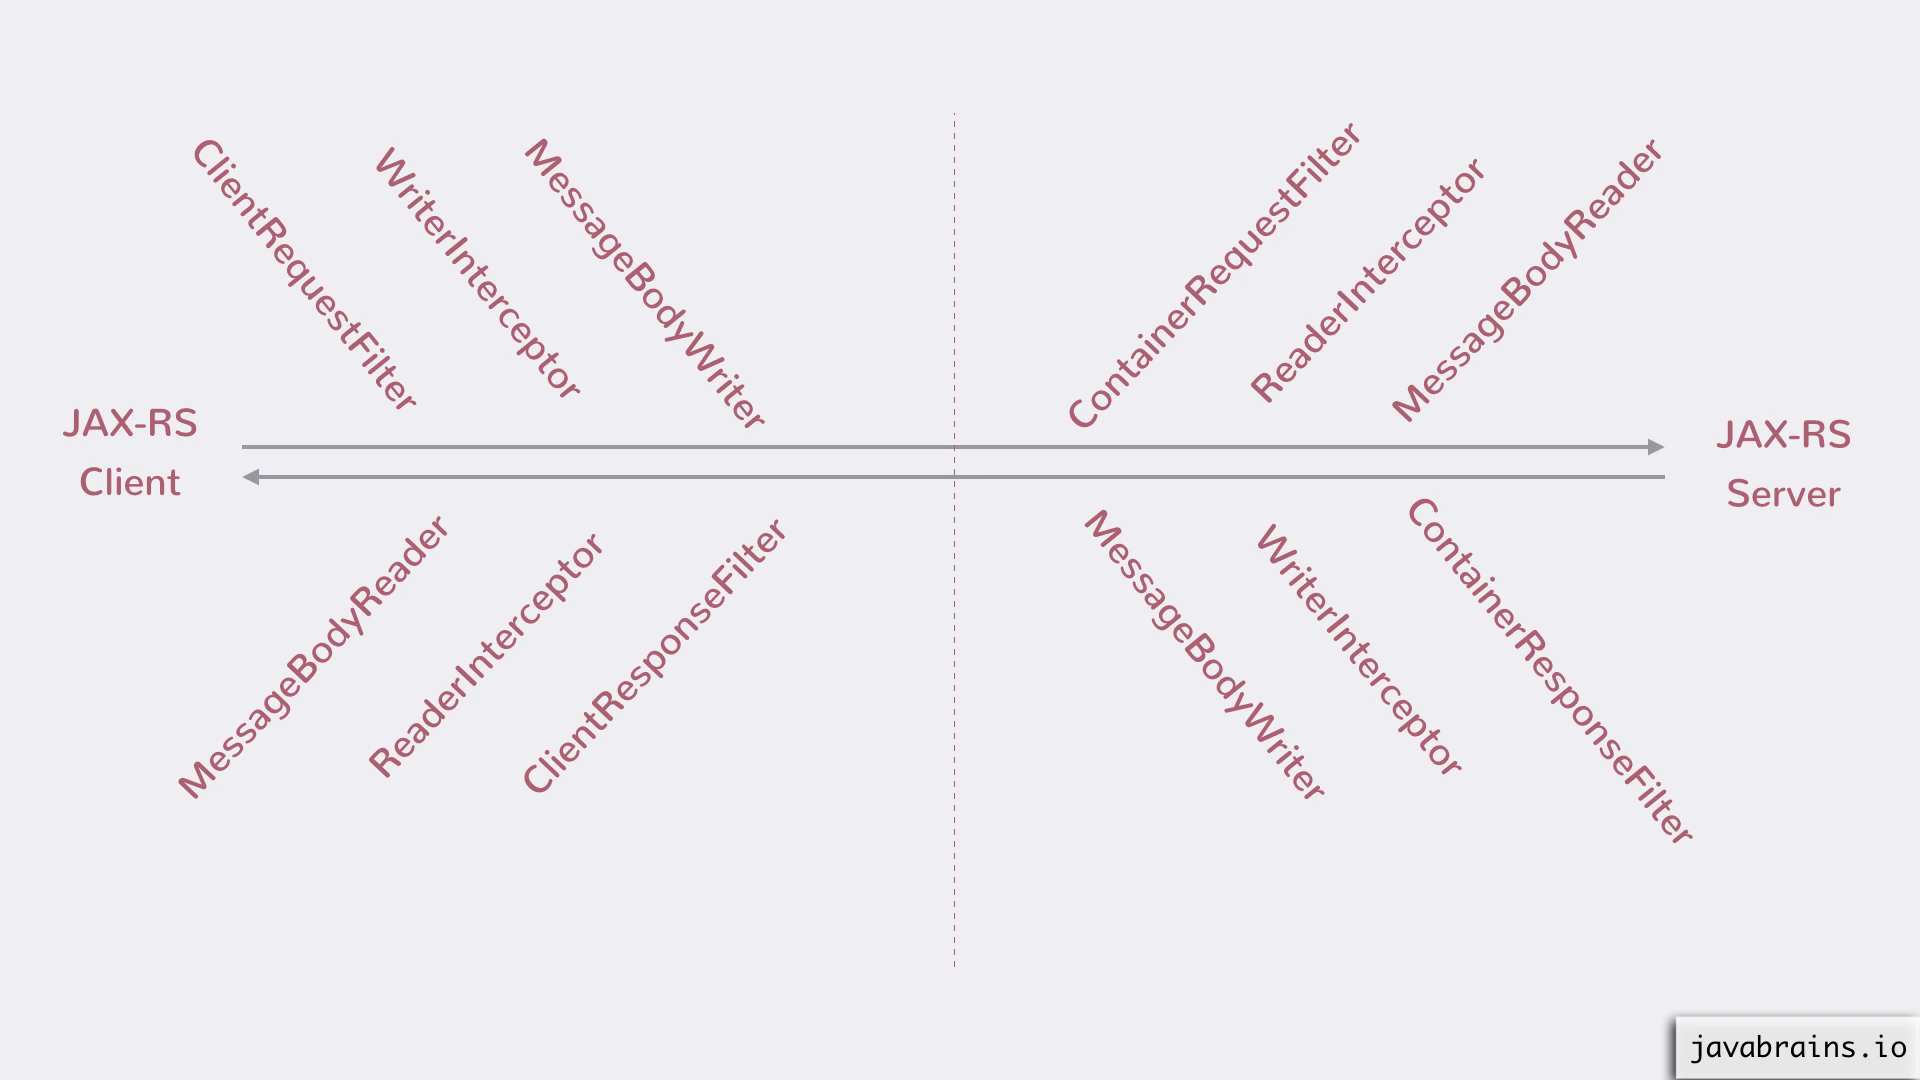 ClientRequestFilter
WriterInterceptor
MessageBodyWriter
ContainerRequestFilter
ReaderInterceptor
MessageBodyReader
JAX-RS
Client
JAX-RS
Server
MessageBodyReader
ReaderInterceptor
ClientResponseFilter
MessageBodyWriter
WriterInterceptor
ContainerResponseFilter
javabrains.io